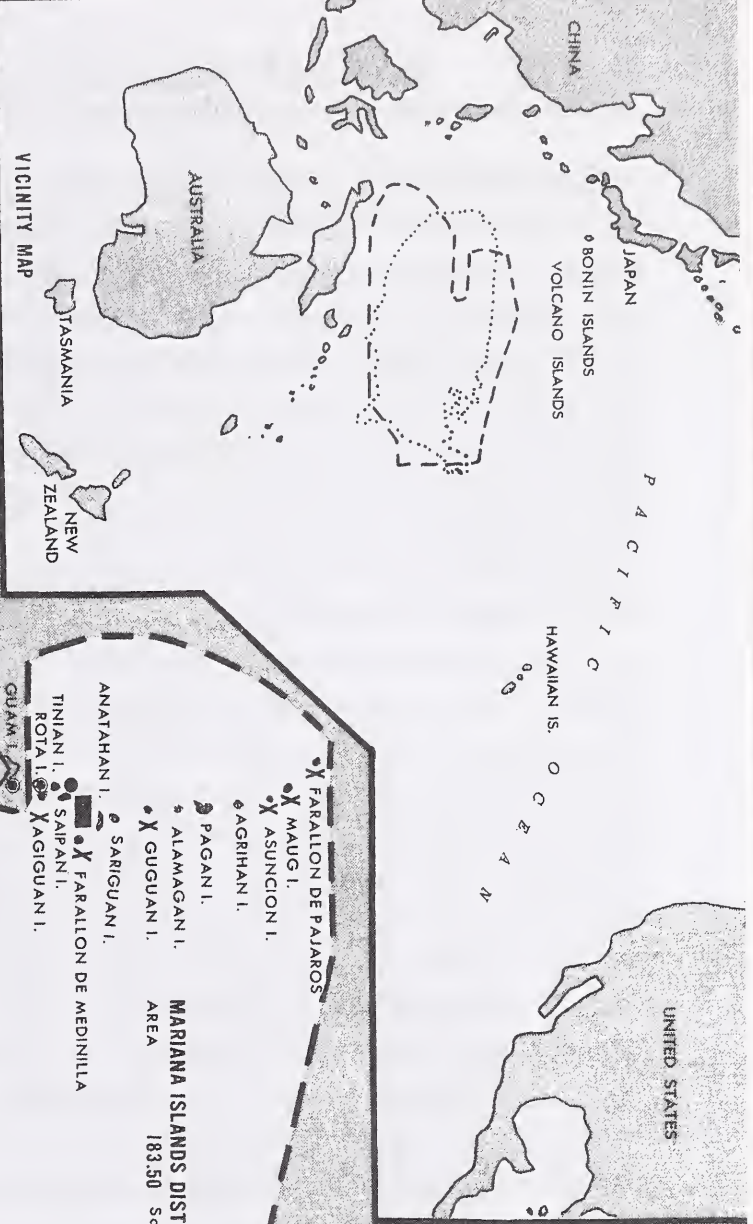 CHINA
JAPAN
BONIN ISLANDS
VOLCANO ISLANDS
PACIFIC
OCEAN
HAWAIIAN IS.
UNITED STATES
AUSTRALIA
TASMANIA
NEW
ZEALAND
VICINITY MAP
X FARALLON DE PAJAROS
X MAUG I.
X ASUNCION I.
AGRIHAN I.
PAGAN I.
ALAMAGAN I.
X GUGUAN I.
SARIGUAN I.
ANATAHAN I.
X FARALLON DE MEDINILLA
SAIPAN I.
TINIAN I.
X AGIGUAN I.
ROTA I.
GUAM I.
MARIANA ISLANDS DIST
AREA 183.50 Sq